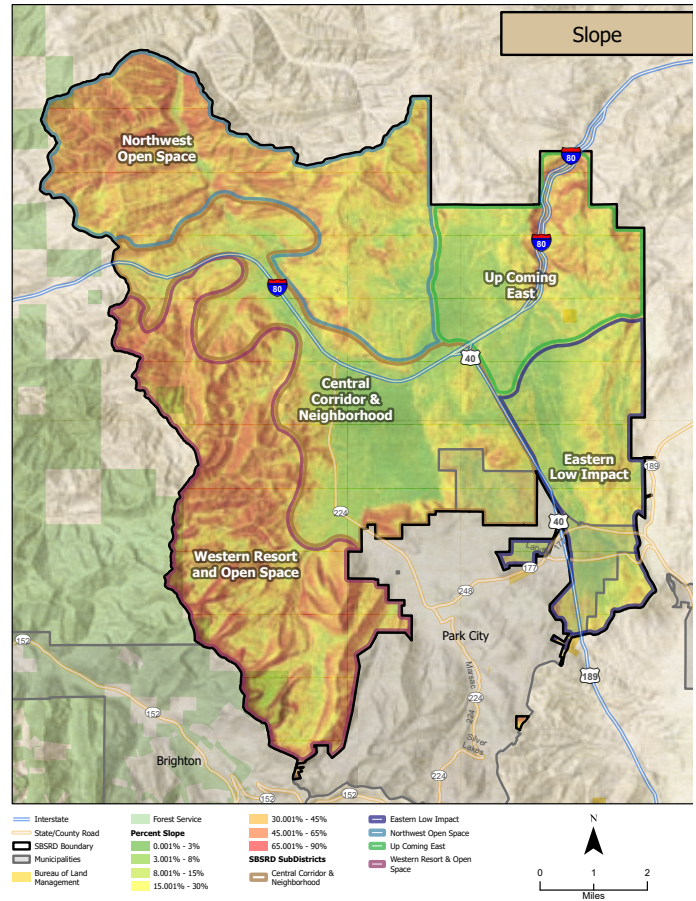 Slope
80
Northwest
Open Space
80
Up Coming
East
80
40
Central
Corridor &
Neighborhood
Eastern
Low Impact
189
224
40
Western Resort
and Open Space
177
248
Park City
152
Marsac
189
224
152
224
Silver
Lakes
Brighton
224
152
152
Interstate
State/County Road
SBSRD Boundary
Municipalities
Bureau of Land
Management
Forest Service
Percent Slope
0.001% - 3%
3.001% - 8%
8.001% - 15%
15.001% - 30%
30.001% - 45%
45.001% - 65%
65.001% - 90%
SBSRD SubDistricts
Central Corridor &
Neighborhood
Eastern Low Impact
Northwest Open Space
Up Coming East
Western Resort & Open
Space
N
0 1 2
Miles